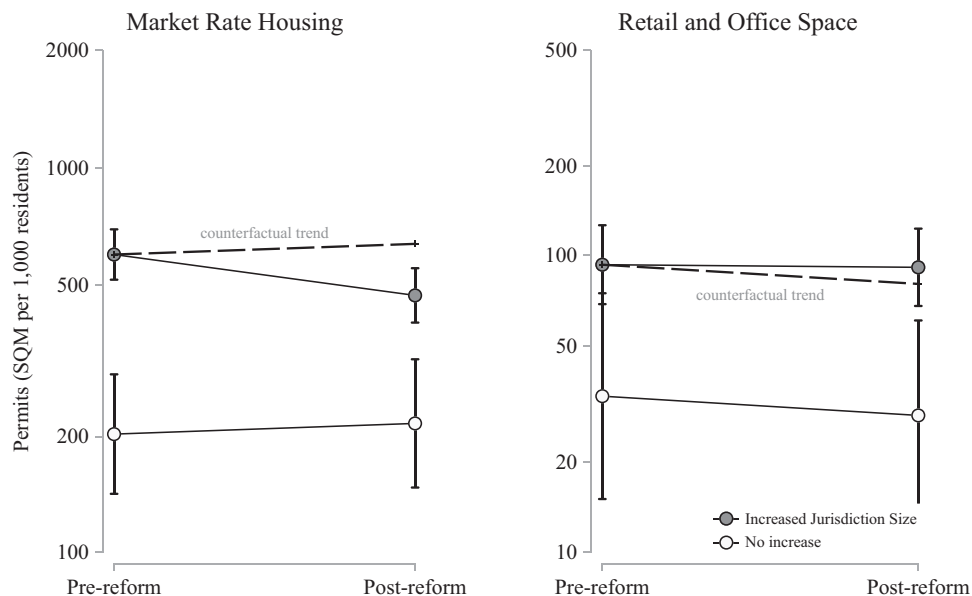 Market Rate Housing
Permits (SQM per 1,000 residents)
2000
1000
500
200
100
counterfactual trend
Pre-reform
Post-reform
Retail and Office Space
500
200
100
50
20
10
counterfactual trend
Increased Jurisdiction Size
No increase
Pre-reform
Post-reform